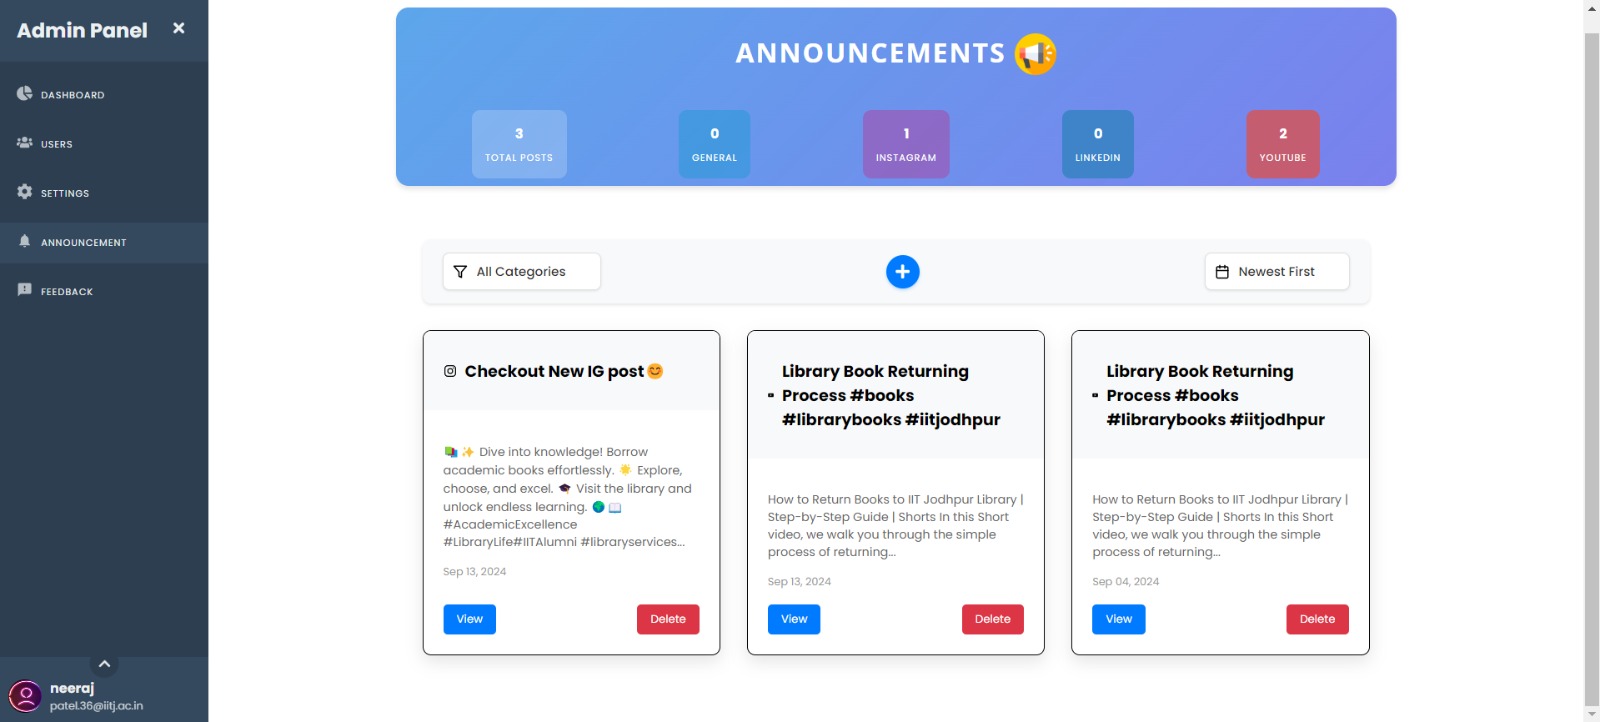 Admin Panel
DASHBOARD
USERS
SETTINGS
ANNOUNCEMENT
FEEDBACK
neeraj
patel.36@iitj.ac.in
ANNOUNCEMENTS
3
TOTAL POSTS
0
GENERAL
1
INSTAGRAM
0
LINKEDIN
2
YOUTUBE
All Categories
Newest First
Checkout New IG post😊
📚✨ Dive into knowledge! Borrow
academic books effortlessly. 🌟 Explore,
choose, and excel. 🎓 Visit the library and
unlock endless learning. 🌍📖
#AcademicExcellence
#LibraryLife#IITAlumni #libraryservices...
Sep 13, 2024
View
Delete
Library Book Returning
Process #books
#librarybooks #iitjodhpur
How to Return Books to IIT Jodhpur Library |
Step-by-Step Guide | Shorts In this Short
video, we walk you through the simple
process of returning...
Sep 13, 2024
View
Delete
Library Book Returning
Process #books
#librarybooks #iitjodhpur
How to Return Books to IIT Jodhpur Library |
Step-by-Step Guide | Shorts In this Short
video, we walk you through the simple
process of returning...
Sep 04, 2024
View
Delete